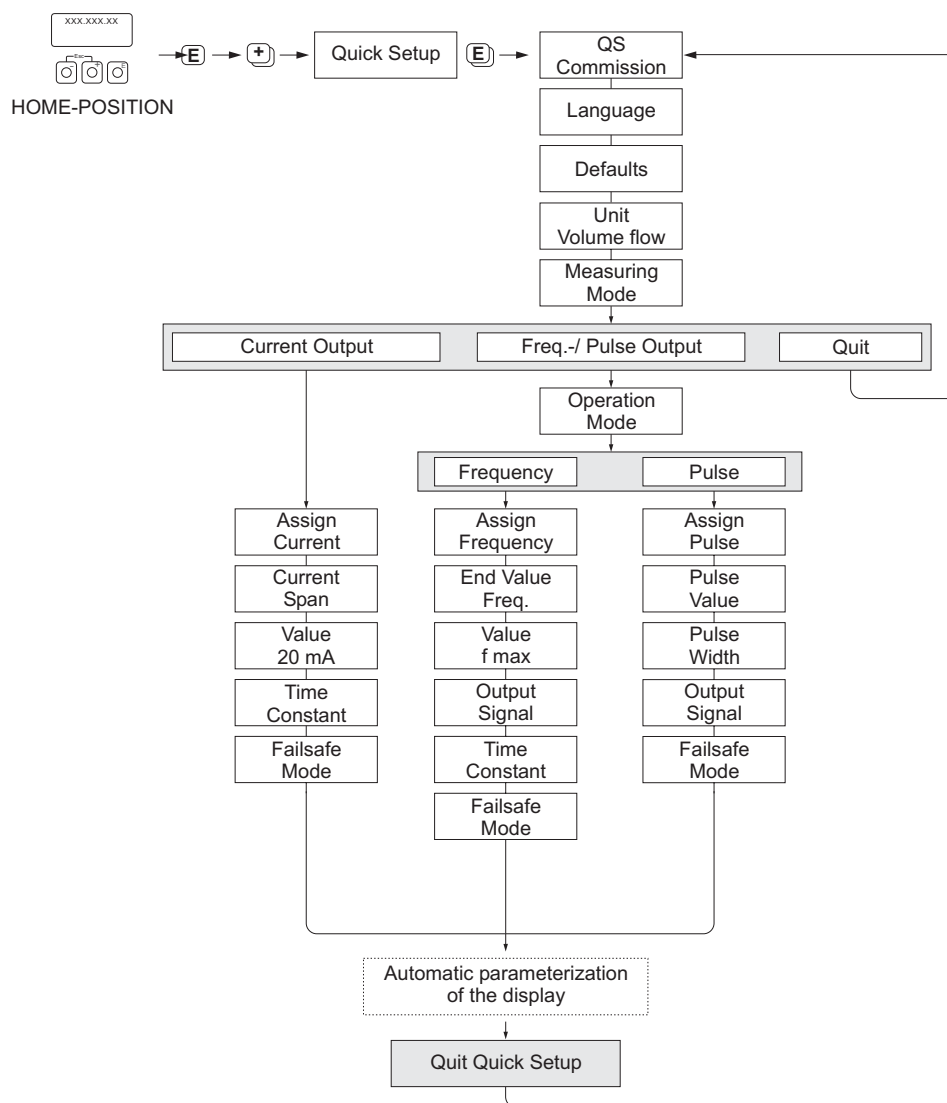 xxx.xxx.xx
Esc
+
E
HOME-POSITION
E
+
Quick Setup
E
QS
Commission
Language
Defaults
Unit
Volume flow
Measuring
Mode
Current Output
Freq.-/ Pulse Output
Quit
Operation
Mode
Frequency
Pulse
Assign
Current
Current
Span
Value
20 mA
Time
Constant
Failsafe
Mode
Assign
Frequency
End Value
Freq.
Value
f max
Output
Signal
Time
Constant
Failsafe
Mode
Assign
Pulse
Pulse
Value
Pulse
Width
Output
Signal
Failsafe
Mode
Automatic parameterization
of the display
Quit Quick Setup